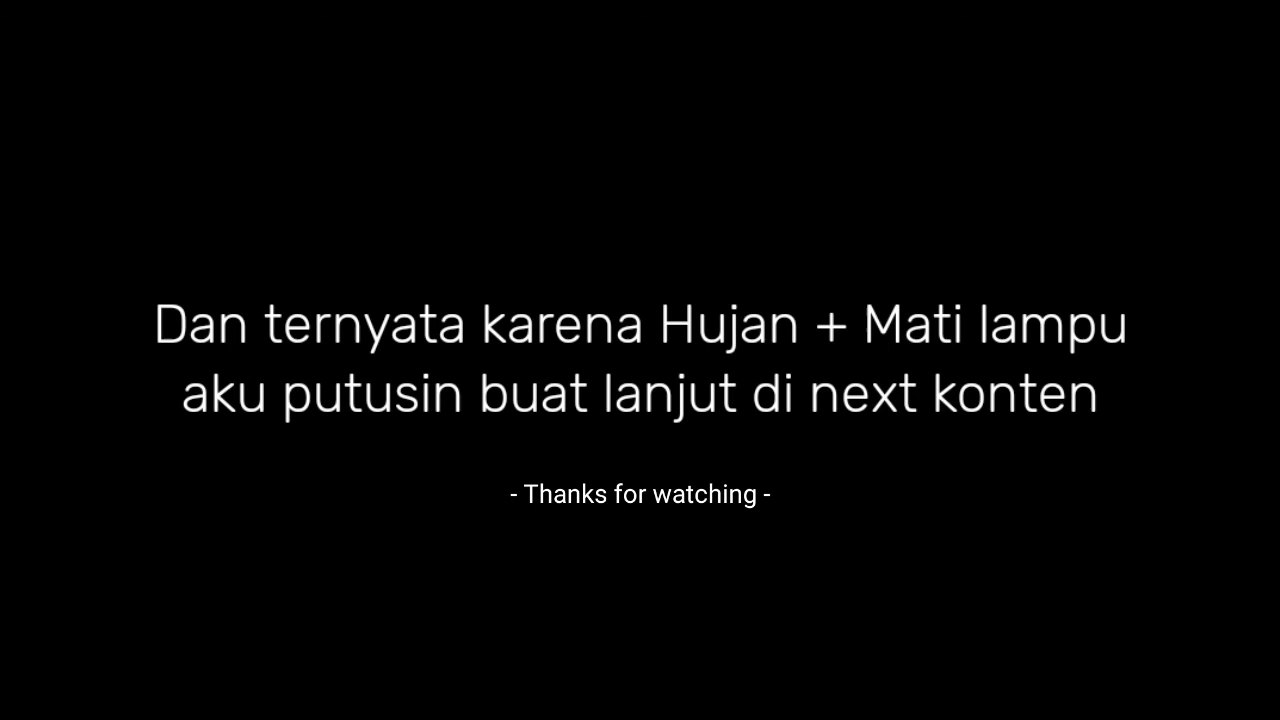 Dan ternyata karena Hujan + Mati lampu
aku putusin buat lanjut di next konten
- Thanks for watching -